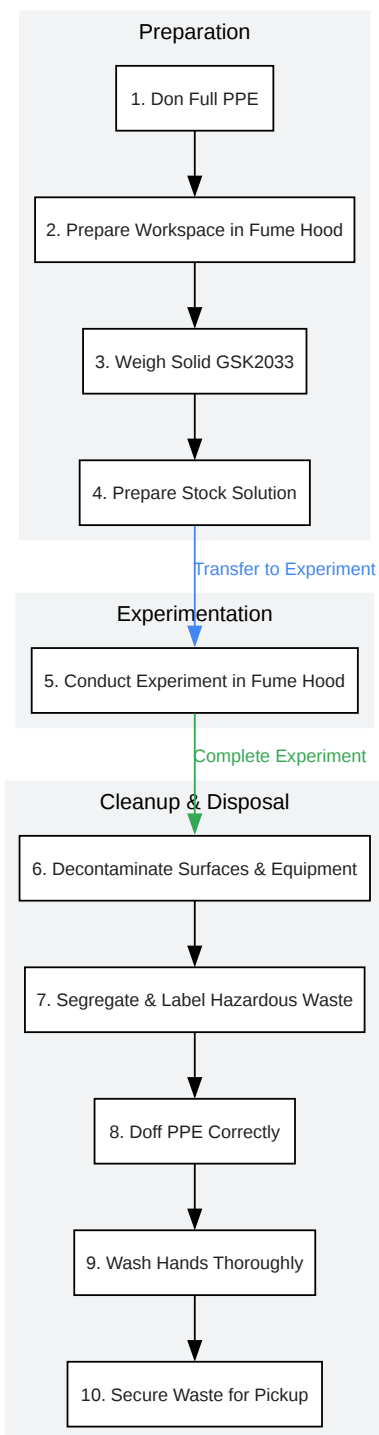 Preparation
1. Don Full PPE
2. Prepare Workspace in Fume Hood
3. Weigh Solid GSK2033
4. Prepare Stock Solution
Transfer to Experiment
Experimentation
5. Conduct Experiment in Fume Hood
Complete Experiment
Cleanup & Disposal
6. Decontaminate Surfaces & Equipment
7. Segregate & Label Hazardous Waste
8. Doff PPE Correctly
9. Wash Hands Thoroughly
10. Secure Waste for Pickup